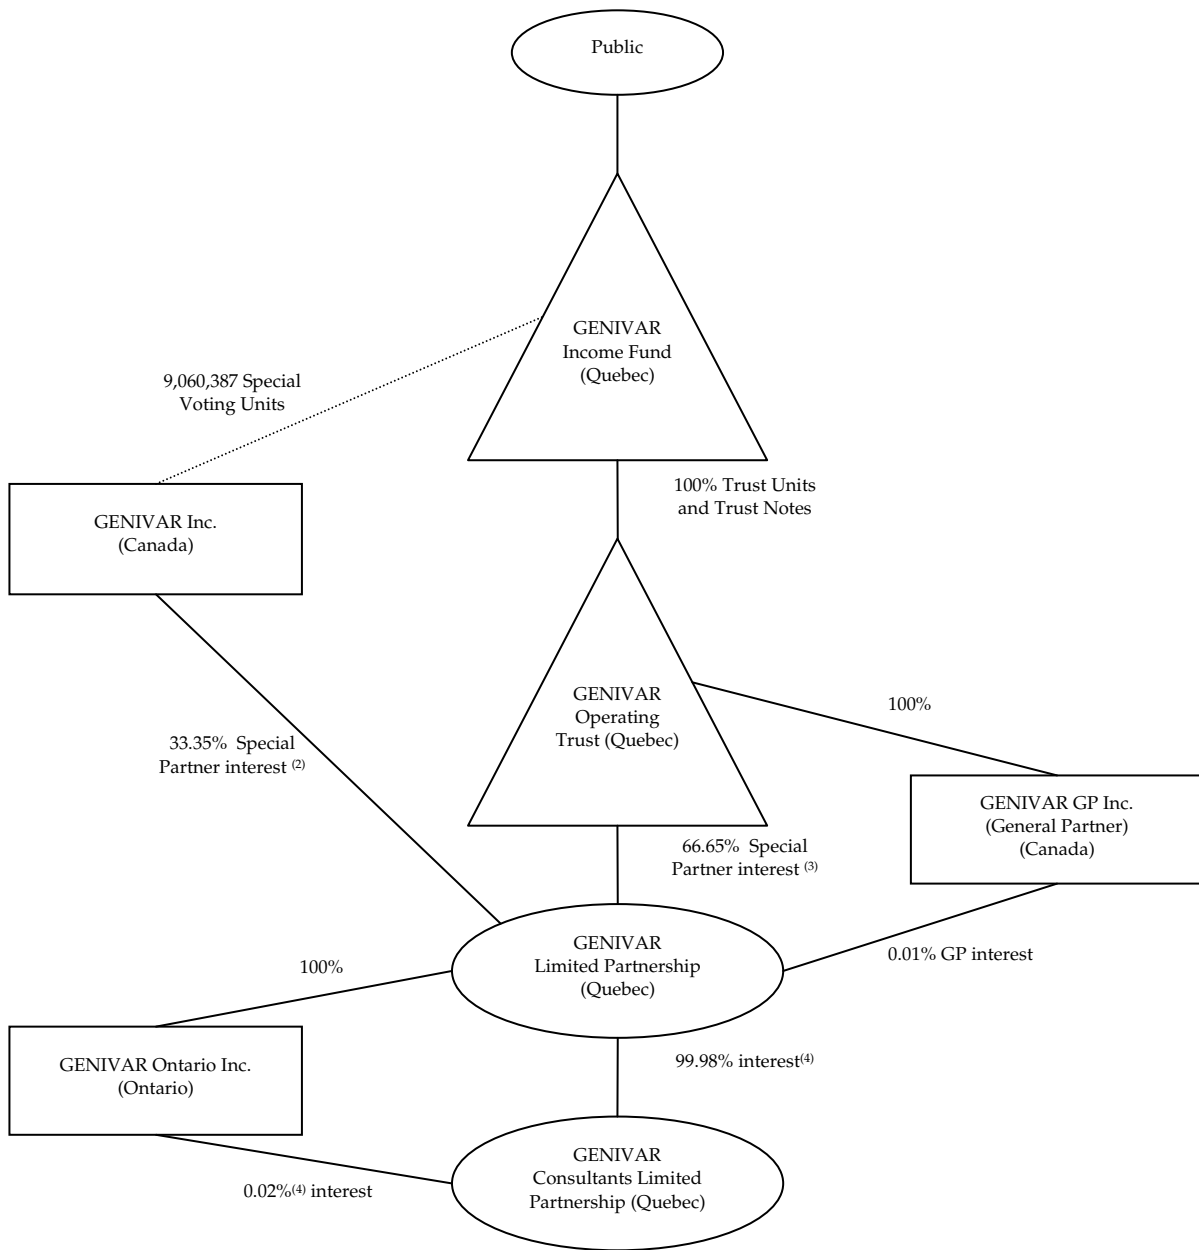 Public
GENIVAR
Income Fund
(Quebec)
9,060,387 Special
Voting Units
100% Trust Units
and Trust Notes
GENIVAR Inc.
(Canada)
GENIVAR
Operating
Trust (Quebec)
100%
33.35% Special
Partner interest (2)
GENIVAR GP Inc.
(General Partner)
(Canada)
66.65% Special
Partner interest (3)
GENIVAR
Limited Partnership
(Quebec)
0.01% GP interest
100%
GENIVAR Ontario Inc.
(Ontario)
99.98% interest(4)
GENIVAR
Consultants Limited
Partnership (Quebec)
0.02%(4) interest